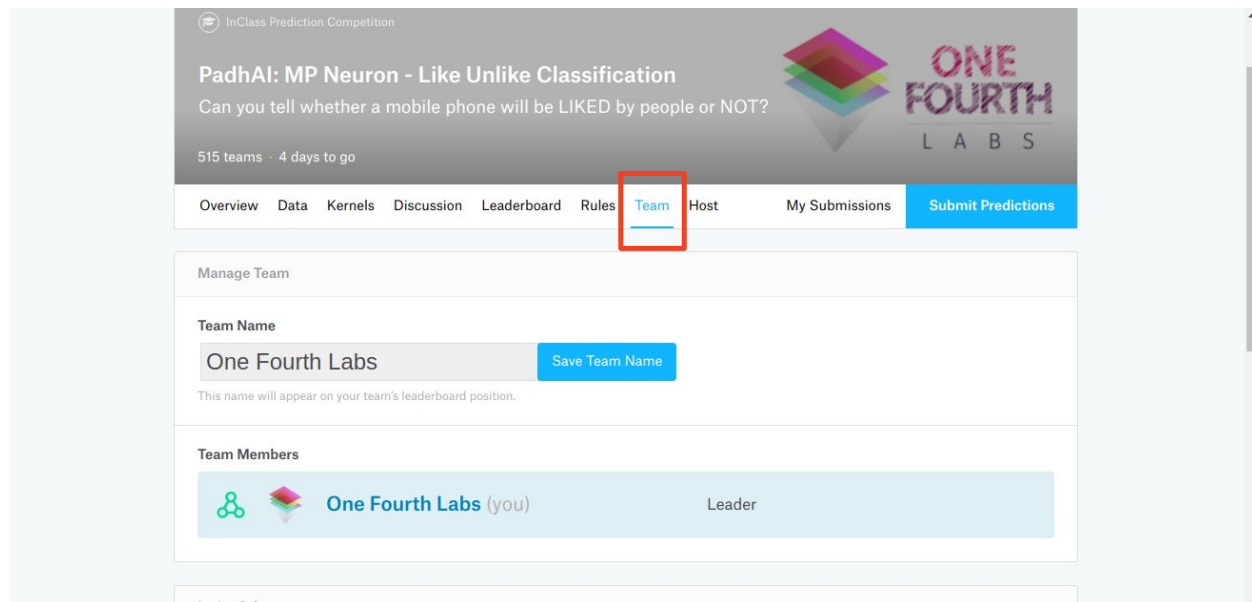 InClass Prediction Competition
PadhAI: MP Neuron - Like Unlike Classification
Can you tell whether a mobile phone will be LIKED by people or NOT?
515 teams · 4 days to go
ONE
FOURTH
LABS
Overview Data Kernels Discussion Leaderboard Rules Team Host My Submissions Submit Predictions
Manage Team
Team Name
One Fourth Labs Save Team Name
This name will appear on your team's leaderboard position.
Team Members
One Fourth Labs (you) Leader